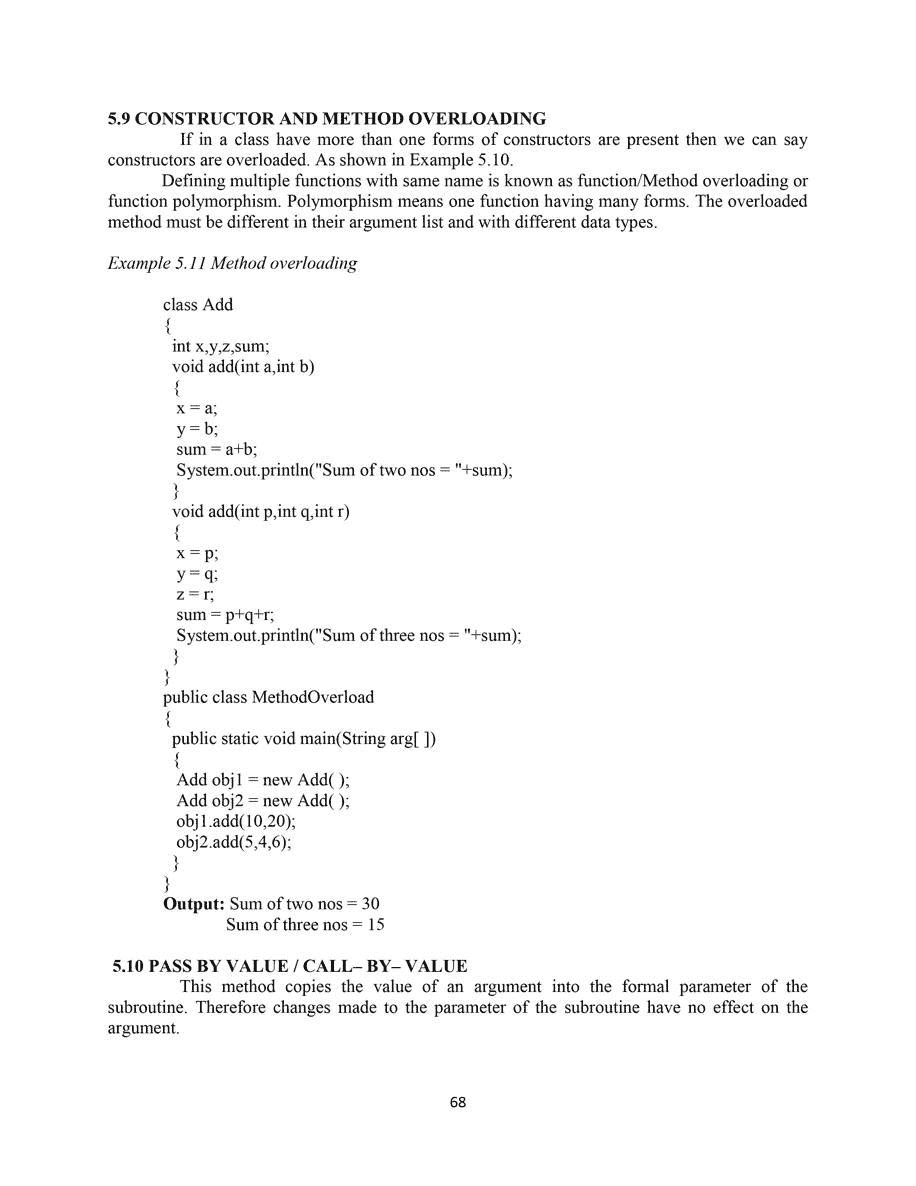 5.9 CONSTRUCTOR AND METHOD OVERLOADING
If in a class have more than one forms of constructors are present then we can say
constructors are overloaded. As shown in Example 5.10.
Defining multiple functions with same name is known as function/Method overloading or
function polymorphism. Polymorphism means one function having many forms. The overloaded
method must be different in their argument list and with different data types.
Example 5.11 Method overloading
class Add
{
int x,y,z,sum;
void add(int a,int b)
{
x = a;
y = b;
sum = a+b;
System.out.println("Sum of two nos = "+sum);
}
void add(int p,int q,int r)
{
x = p;
y = q;
z = r;
sum = p+q+r;
System.out.println("Sum of three nos = "+sum);
}
}
public class MethodOverload
{
public static void main(String arg[ ])
{
Add obj1 = new Add( );
Add obj2 = new Add( );
obj1.add(10,20);
obj2.add(5,4,6);
}
}
Output: Sum of two nos = 30
Sum of three nos = 15
5.10 PASS BY VALUE / CALL– BY– VALUE
This method copies the value of an argument into the formal parameter of the
subroutine. Therefore changes made to the parameter of the subroutine have no effect on the
argument.
68